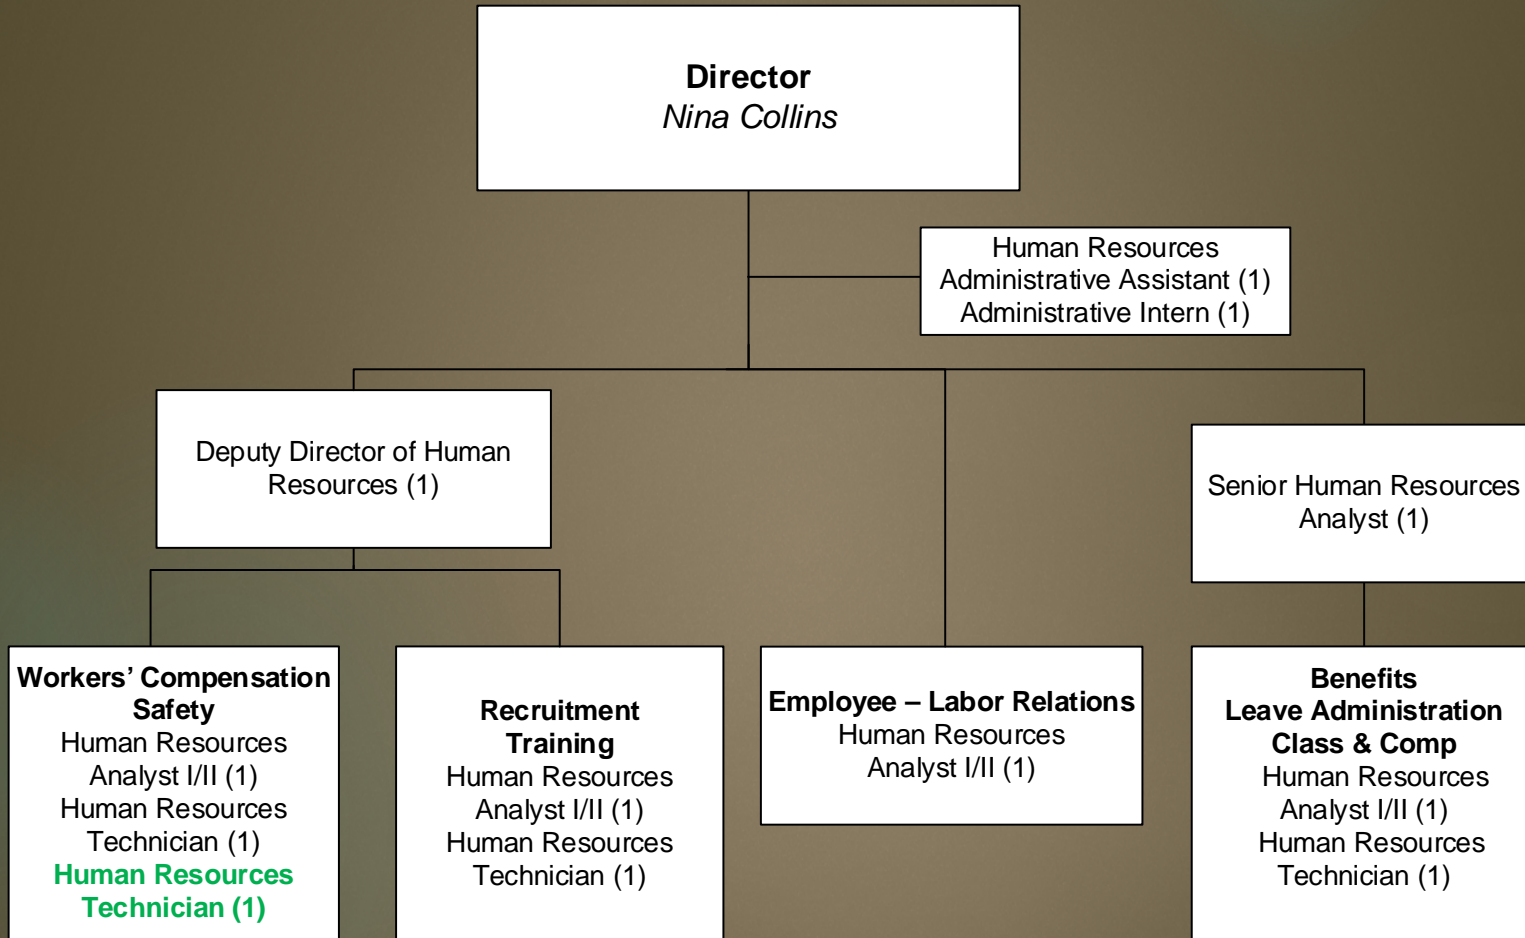 Director
Nina Collins
Human Resources
Administrative Assistant (1)
Administrative Intern (1)
Deputy Director of Human
Resources (1)
Senior Human Resources
Analyst (1)
Workers’ Compensation
Safety
Human Resources
Analyst I/II (1)
Human Resources
Technician (1)
Human Resources
Technician (1)
Recruitment
Training
Human Resources
Analyst I/II (1)
Human Resources
Technician (1)
Employee – Labor Relations
Human Resources
Analyst I/II (1)
Benefits
Leave Administration
Class & Comp
Human Resources
Analyst I/II (1)
Human Resources
Technician (1)